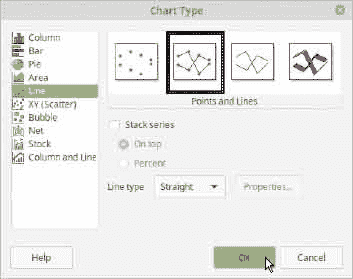 Chart Type
Column
Bar
Pie
Area
Line
XY (Scatter)
Bubble
Net
Stock
Column and Line
Points and Lines
Stack series
On top
Percent
Line type
Straight
Properties...
Help
OK
Cancel